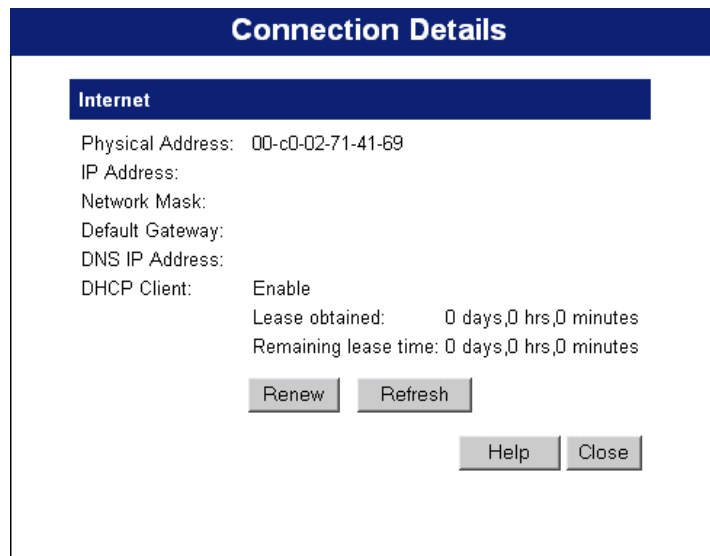 Connection Details
Internet
Physical Address: 00-c0-02-71-41-69
IP Address:
Network Mask:
Default Gateway:
DNS IP Address:
DHCP Client: Enable
Lease obtained: 0 days,0 hrs,0 minutes
Remaining lease time: 0 days,0 hrs,0 minutes
Renew Refresh
Help Close